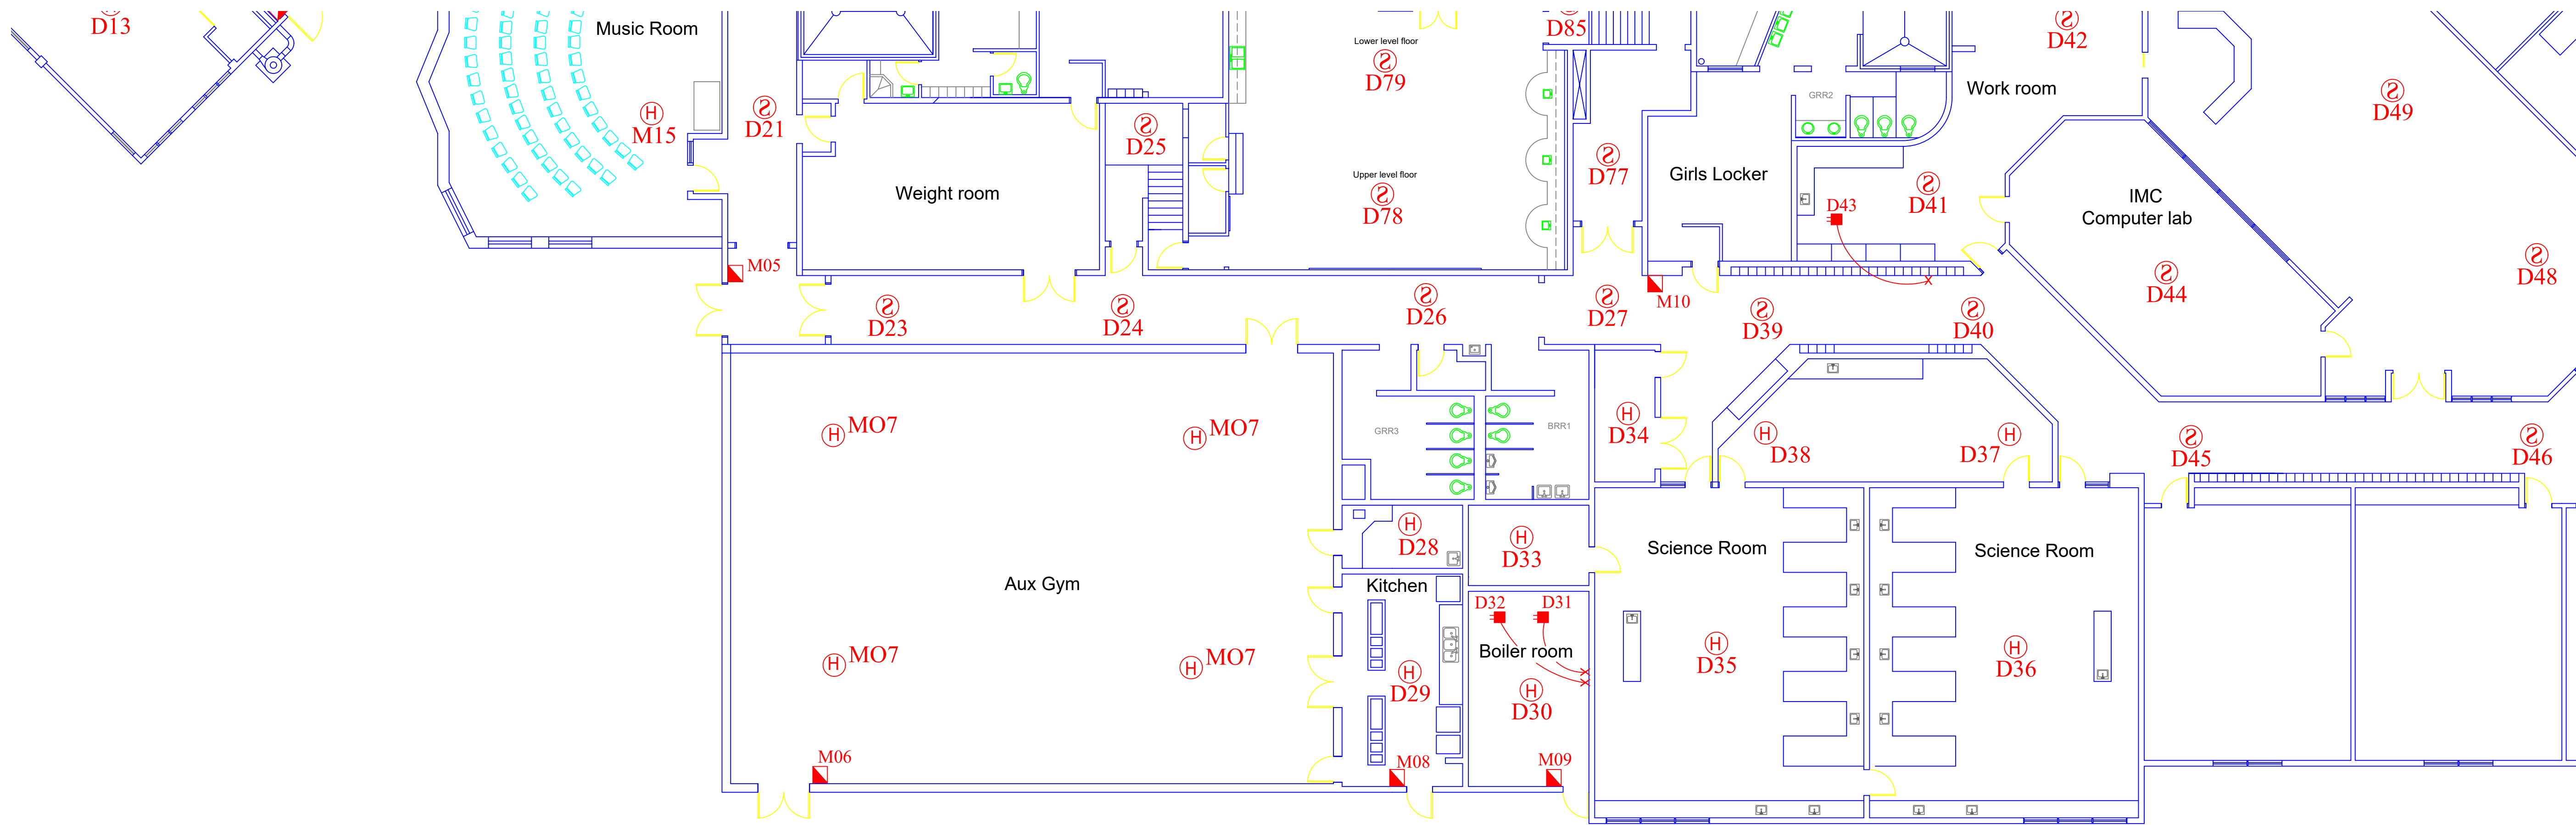 D13
Music Room
D85
D42
Lower level floor
D79
Work room
GRR2
D49
M15
D21
D25
D77
Upper level floor
D78
Weight room
Girls Locker
D43
D41
IMC
Computer lab
M05
M10
D44
D48
D23
D24
D26
D27
D39
D40
MO7
MO7
GRR3
BRR1
D34
D38
D37
D45
D46
H
D28
H
D33
Science Room
Science Room
Aux Gym
Kitchen
D32
D31
Boiler room
MO7
MO7
H
D29
H
D30
H
D35
H
D36
M06
M08
M09